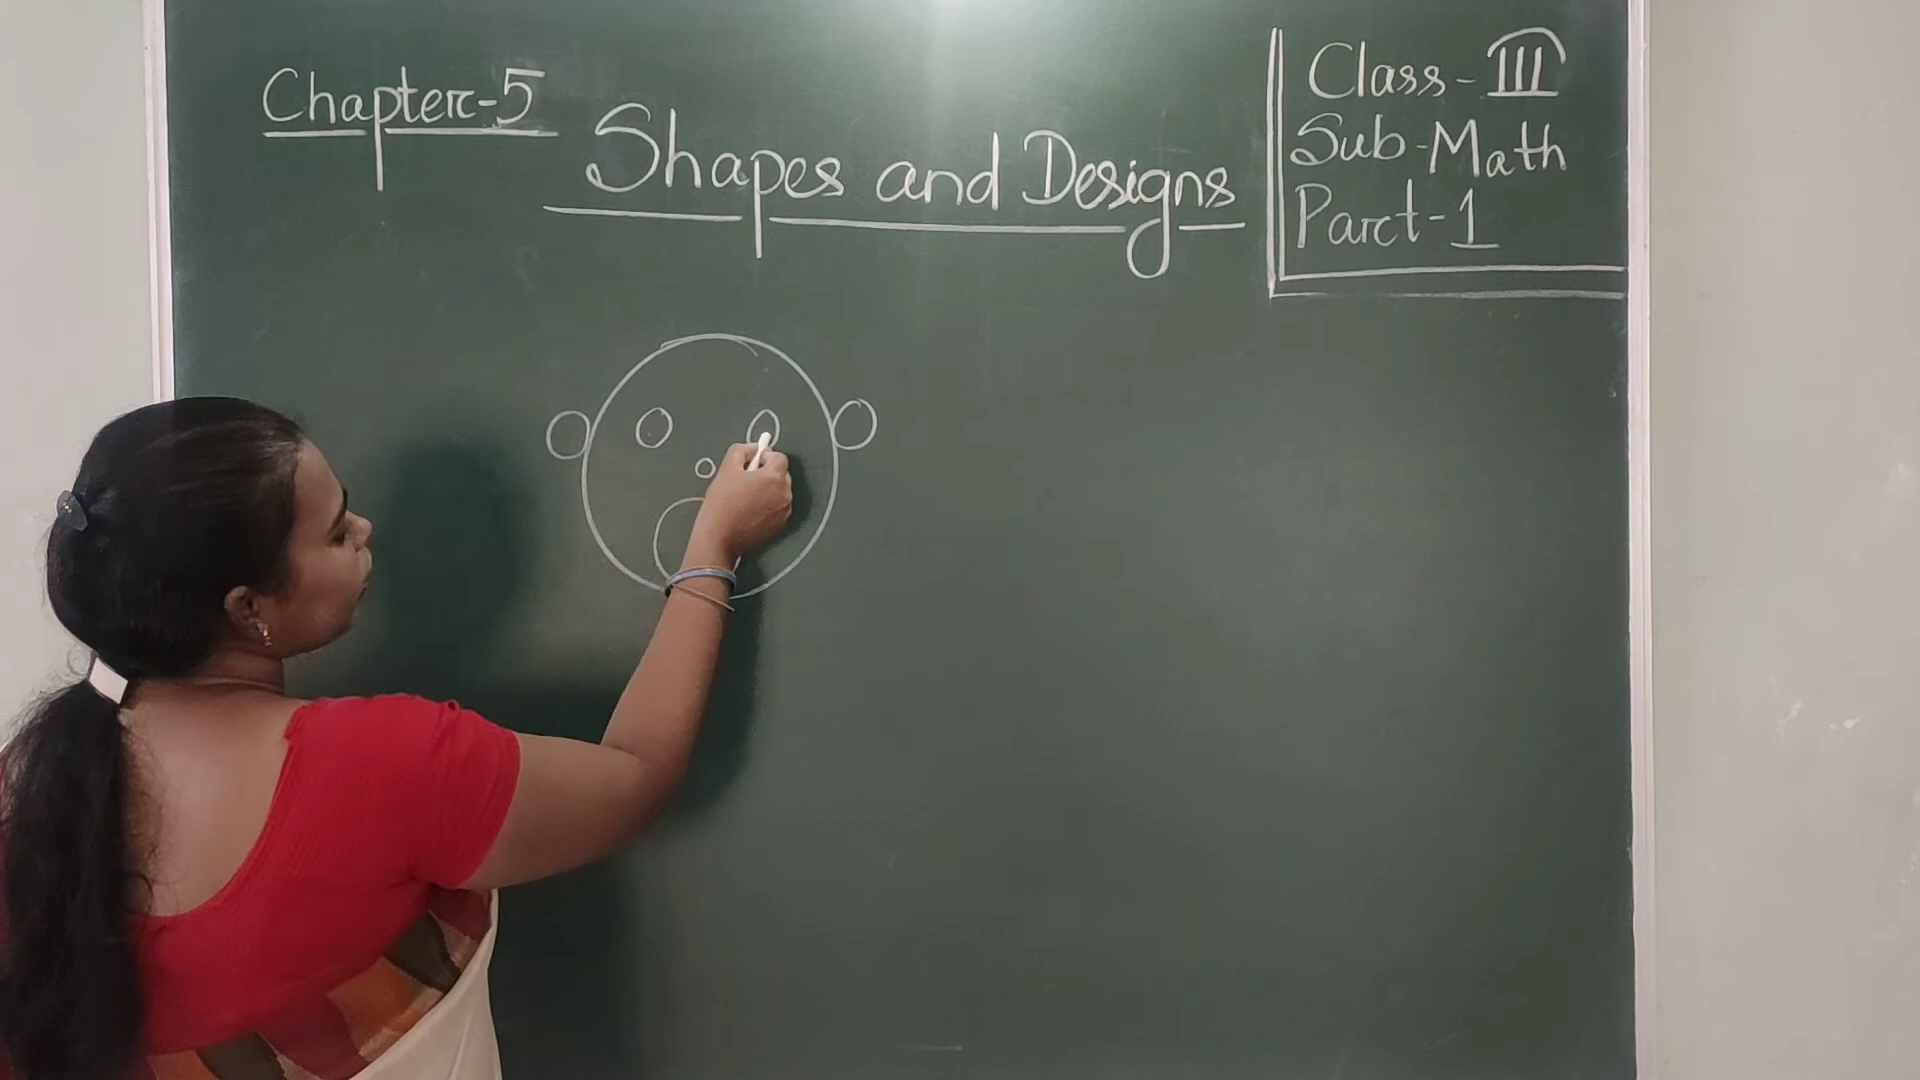 Chapter-5
Shapes and Designs
Class-III
Sub-Math
Part-1